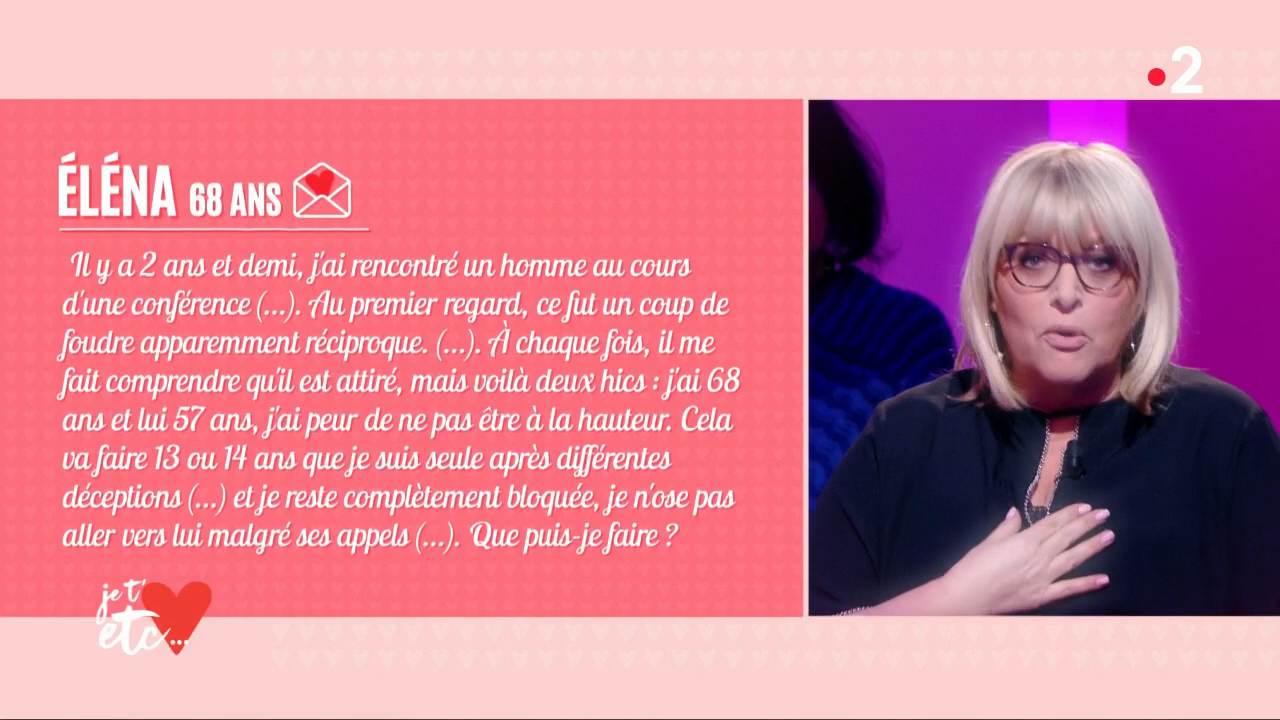 2
ÉLÉNA 68 ANS
Il y a 2 ans et demi, j'ai rencontré un homme au cours
d'une conférence (...). Au premier regard, ce fut un coup de
foudre apparemment réciproque. (...). À chaque fois, il me
fait comprendre qu'il est attiré, mais voilà deux hics : j'ai 68
ans et lui 57 ans, j'ai peur de ne pas être à la hauteur. Cela
va faire 13 ou 14 ans que je suis seule après différentes
déceptions (...) et je reste complètement bloquée, je n'ose pas
aller vers lui malgré ses appels (...). Que puis-je faire ?
je t'
etc...